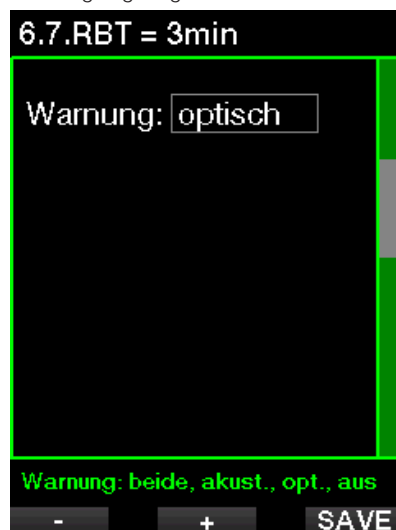 6.7.RBT = 3min
Warnung: optisch
Warnung: beide, akust., opt., aus
- + SAVE